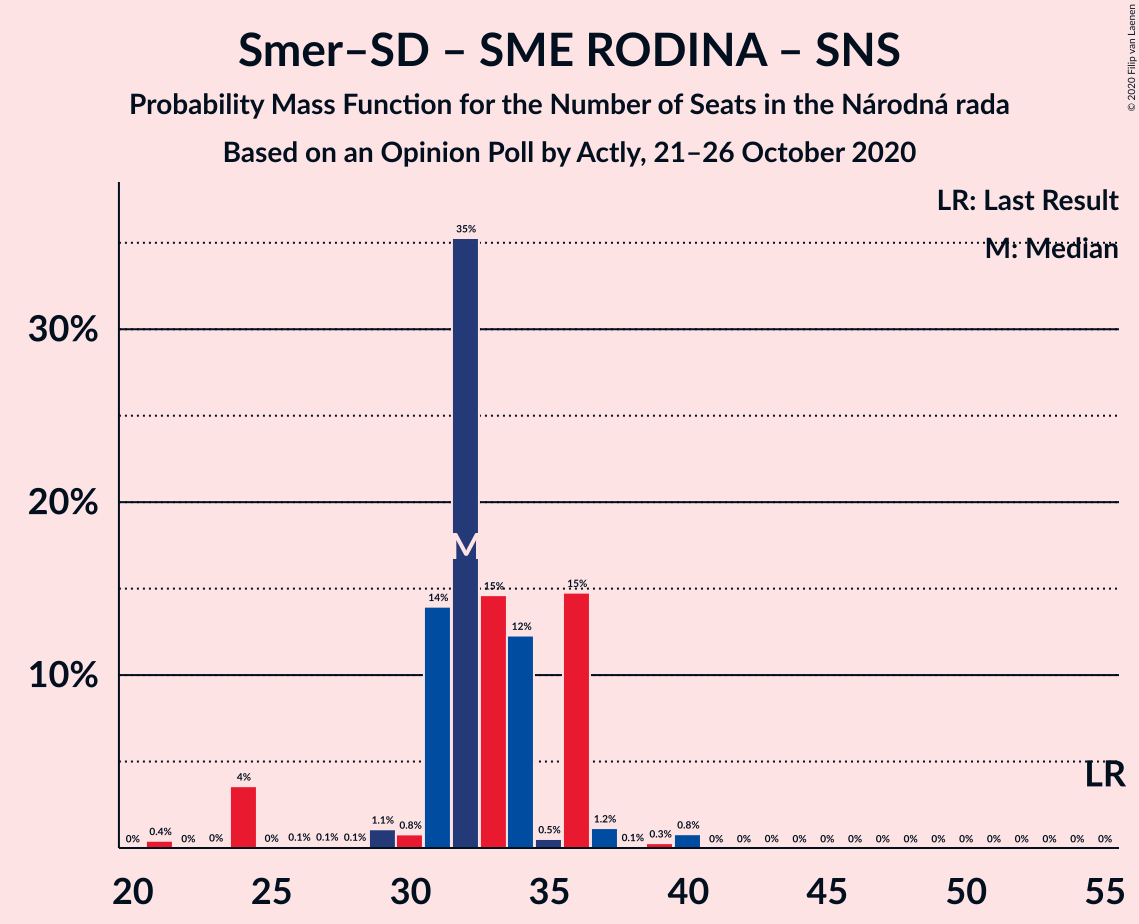 Smer–SD – SME RODINA – SNS
Probability Mass Function for the Number of Seats in the Národná rada
Based on an Opinion Poll by Actly, 21–26 October 2020
© 2020 Filip van Laenen
LR: Last Result
M: Median
30%
20%
10%
0% 0.4% 0% 0% 4% 0% 0.1% 0.1% 0.1% 1.1% 0.8% 14% 35% 15% 12% 0.5% 15% 1.2% 0.1% 0.3% 0.8% 0% 0% 0% 0% 0% 0% 0% 0% 0% 0% 0% 0% 0% 0% 0%
M
LR
20 25 30 35 40 45 50 55